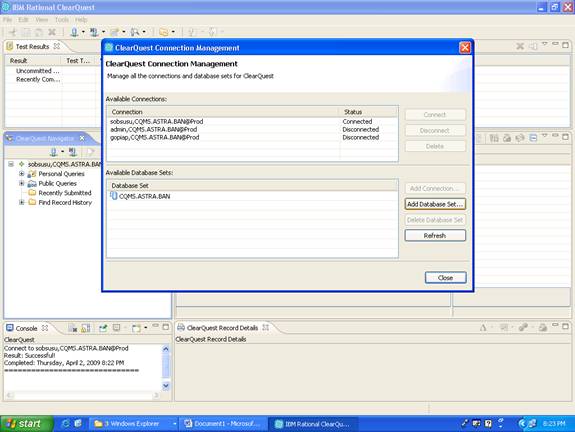 IBM Rational ClearQuest
File Edit View Tools Window Help
Test Results
Result Test T...
Uncommitted ...
Recently Com...
ClearQuest Navigator
sobsusu,CQMS.ASTRA.BAN
Personal Queries
Public Queries
Recently Submitted
Find Record History
ClearQuest Connection Management
ClearQuest Connection Management
Manage all the connections and database sets for ClearQuest
Available Connections:
Connection Status
sobsusu,CQMS.ASTRA.BAN@Prod Connected
admin,CQMS.ASTRA.BAN@Prod Disconnected
gopiap,CQMS.ASTRA.BAN@Prod Disconnected
Connect
Disconnect
Delete
Available Database Sets:
Database Set
CQMS.ASTRA.BAN
Add Connection...
Add Database Set...
Delete Database Set
Refresh
Close
Console
ClearQuest
Connect to sobsusu,CQMS.ASTRA.BAN@Prod
Result: Successful!
Completed: Thursday, April 2, 2009 8:22 PM
================================
ClearQuest Record Details
ClearQuest Record Details
start
3 Windows Explorer
Document1 - Microsof...
IBM Rational ClearQu...
8:23 PM